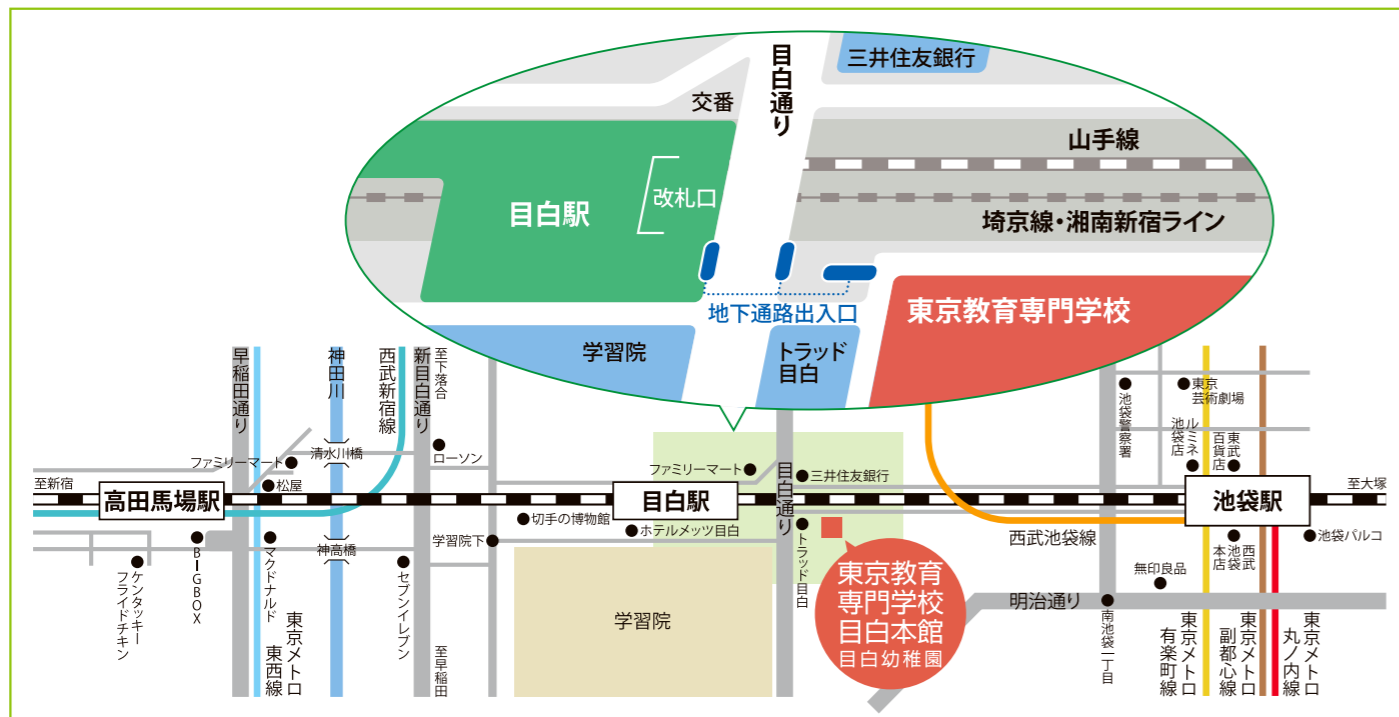 目白通り
三井住友銀行
交番
山手線
改札口
目白駅
埼京線・湘南新宿ライン
地下通路出入口
東京教育専門学校
学習院
トラッド
目白
早稲田通り
神田川
西武新宿線
新目白通り
至下落合
清水川橋
ファミリーマート
松屋
ローソン
ファミリーマート
三井住友銀行
目白通り
池袋警察署
東京
芸術劇場
ルミネ
池袋店
東武
百貨店
至新宿
高田馬場駅
目白駅
池袋駅
至大塚
切手の博物館
ホテルメッツ目白
学習院下
神高橋
トラッド目白
西武池袋線
西武
池袋
本店
池袋パルコ
無印良品
ケンタッキー
フライドチキン
BIGBOX
マクドナルド
セブンイレブン
東京教育
専門学校
目白本館
目白幼稚園
明治通り
南池袋一丁目
学習院
東京メトロ
東西線
至早稲田
東京メトロ
有楽町線
東京メトロ
副都心線
東京メトロ
丸ノ内線